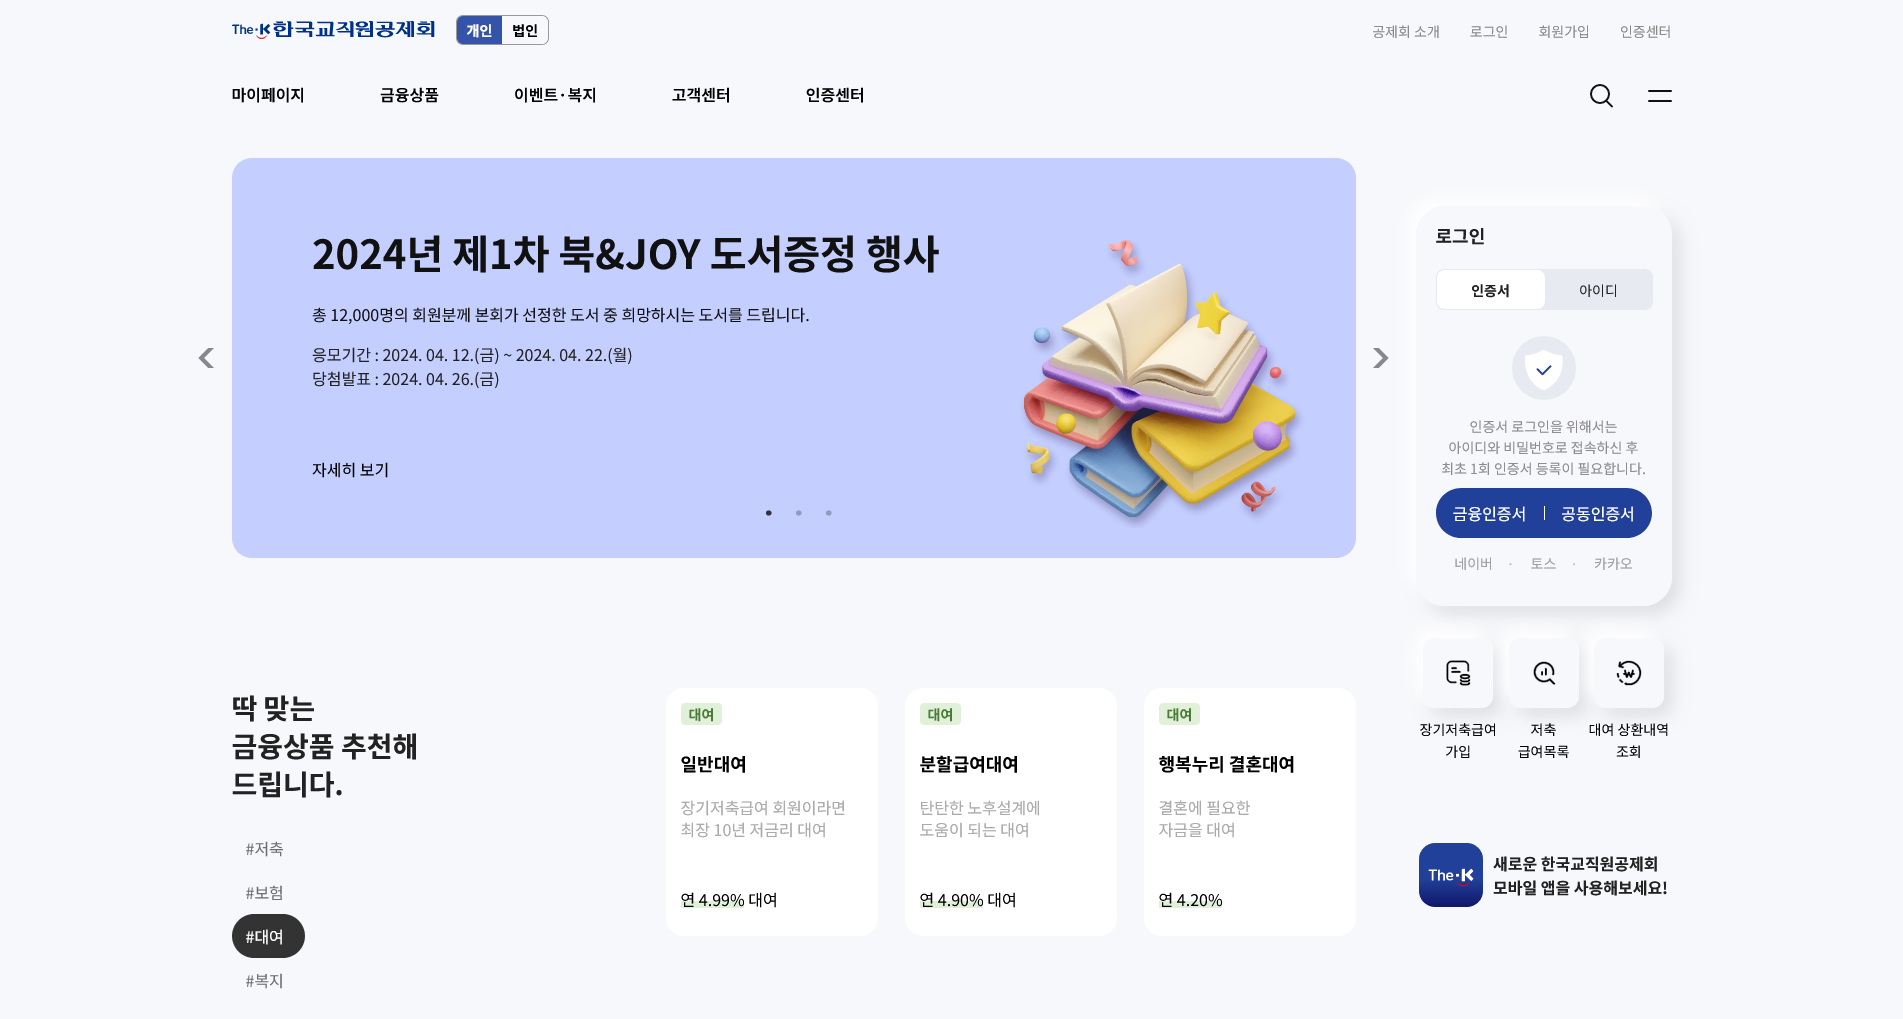 The·K 한국교직원공제회
개인 법인
공제회 소개 로그인 회원가입 인증센터
마이페이지 금융상품 이벤트·복지 고객센터 인증센터
2024년 제1차 북&JOY 도서증정 행사
총 12,000명의 회원분께 본회가 선정한 도서 중 희망하시는 도서를 드립니다.
응모기간 : 2024. 04. 12.(금) ~ 2024. 04. 22.(월)
당첨발표 : 2024. 04. 26.(금)
자세히 보기
로그인
인증서 아이디
인증서 로그인을 위해서는
아이디와 비밀번호로 접속하신 후
최초 1회 인증서 등록이 필요합니다.
금융인증서 | 공동인증서
네이버 · 토스 · 카카오
장기저축급여
가입
저축
급여목록
대여 상환내역
조회
딱 맞는
금융상품 추천해
드립니다.
#저축
#보험
#대여
#복지
대여
일반대여
장기저축급여 회원이라면
최장 10년 저금리 대여
연 4.99% 대여
대여
분할급여대여
탄탄한 노후설계에
도움이 되는 대여
연 4.90% 대여
대여
행복누리 결혼대여
결혼에 필요한
자금을 대여
연 4.20%
The·K
새로운 한국교직원공제회
모바일 앱을 사용해보세요!